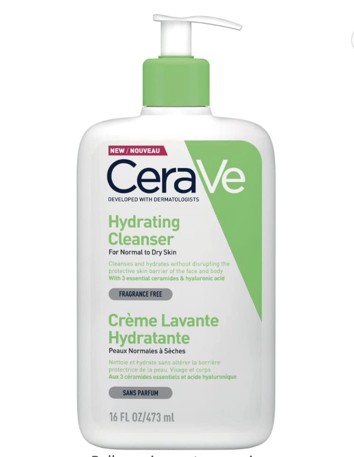 NEW / NOUVEAU
CeraVe
DEVELOPED WITH DERMATOLOGISTS
Hydrating
Cleanser
For Normal to Dry Skin
Cleanses and hydrates without disrupting the
protective skin barrier of the face and body
With 3 essential ceramides & hyaluronic acid
FRAGRANCE FREE
Crème Lavante
Hydratante
Peaux Normales à Sèches
Nettoie et hydrate sans altérer la barrière
protectrice de la peau. Visage et corps
Aux 3 céramides essentiels et acide hyaluronique
SANS PARFUM
16 FL OZ/473 ml